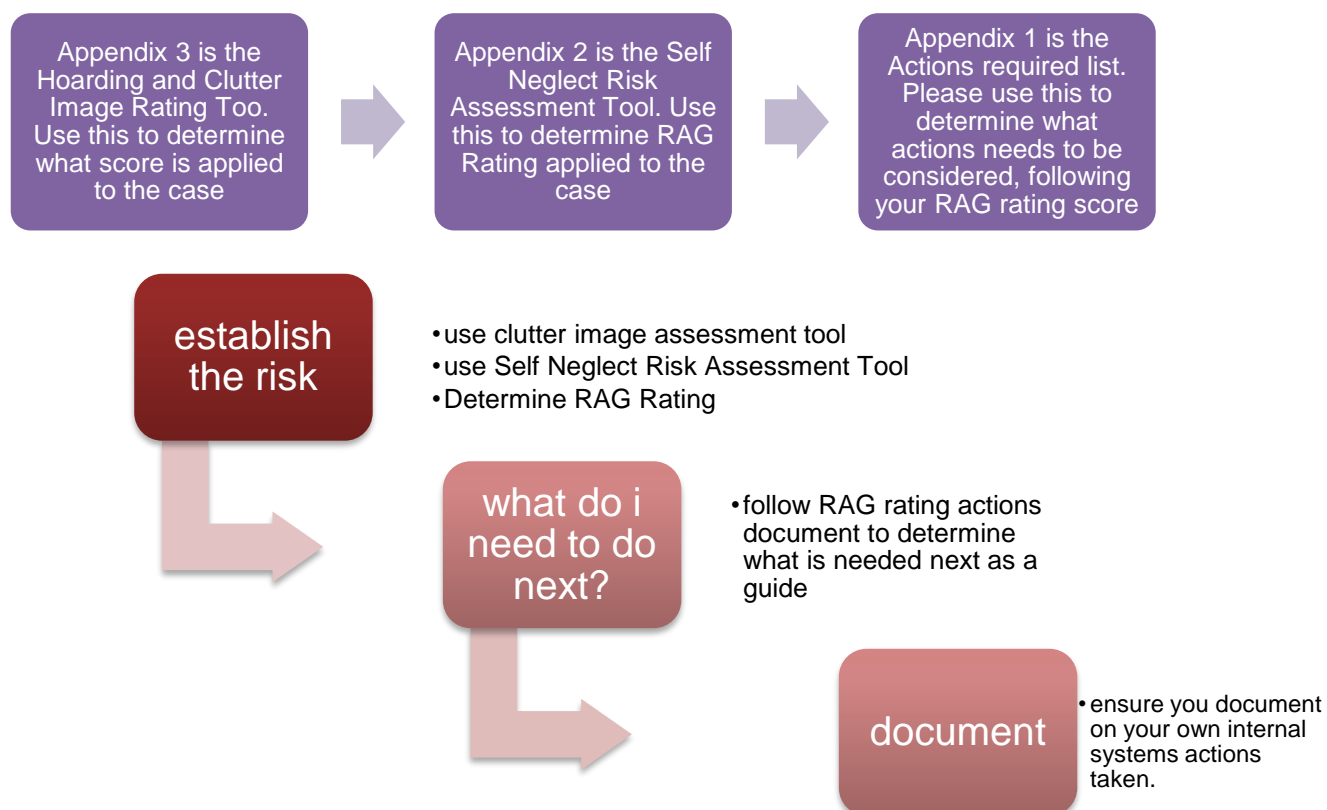 Appendix 3 is the
Hoarding and Clutter
Image Rating Too.
Use this to determine
what score is applied
to the case
Appendix 2 is the Self
Neglect Risk
Assessment Tool. Use
this to determine RAG
Rating applied to the
case
Appendix 1 is the
Actions required list.
Please use this to
determine what
actions needs to be
considered, following
your RAG rating score
establish
the risk
•use clutter image assessment tool
•use Self Neglect Risk Assessment Tool
•Determine RAG Rating
what do i
need to do
next?
•follow RAG rating actions
document to determine
what is needed next as a
guide
document
•ensure you document
on your own internal
systems actions
taken.